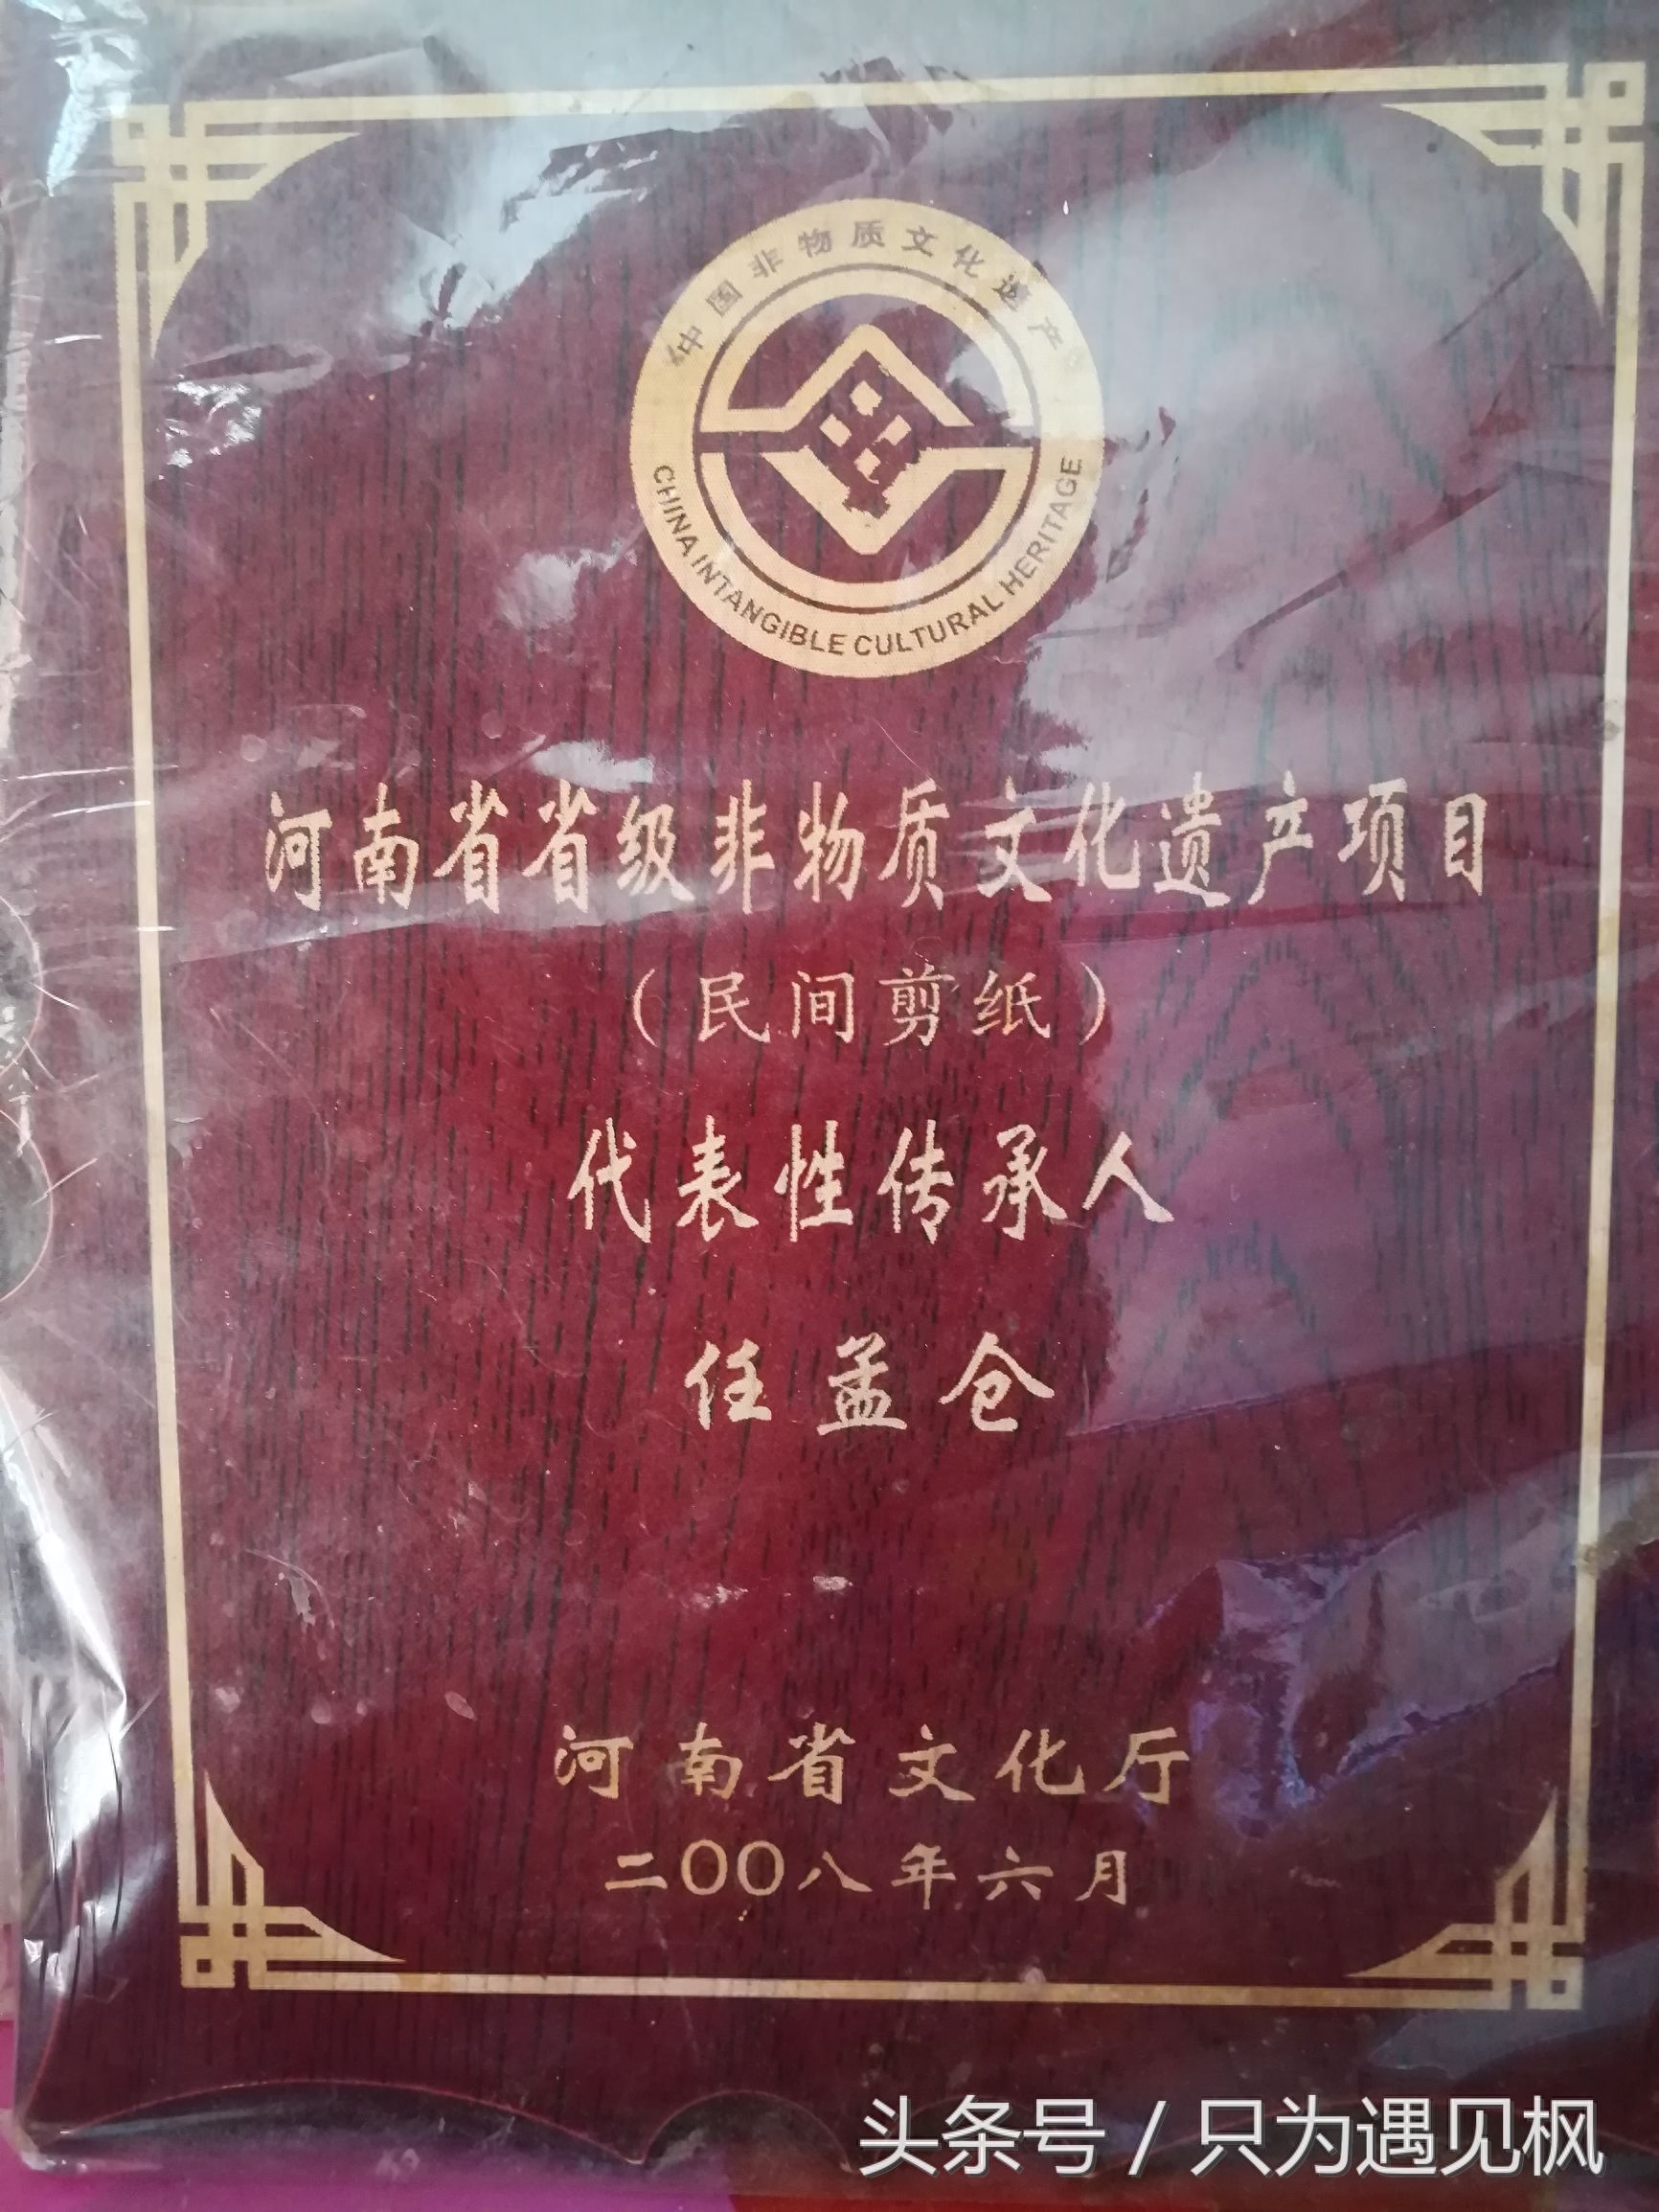 中国非物质文化遗产
CHINA INTANGIBLE CULTURAL HERITAGE
河南省省级非物质文化遗产项目
（民间剪纸）
代表性传承人
任孟仓
河南省文化厅
二00八年六月
头条号 / 只为遇见枫